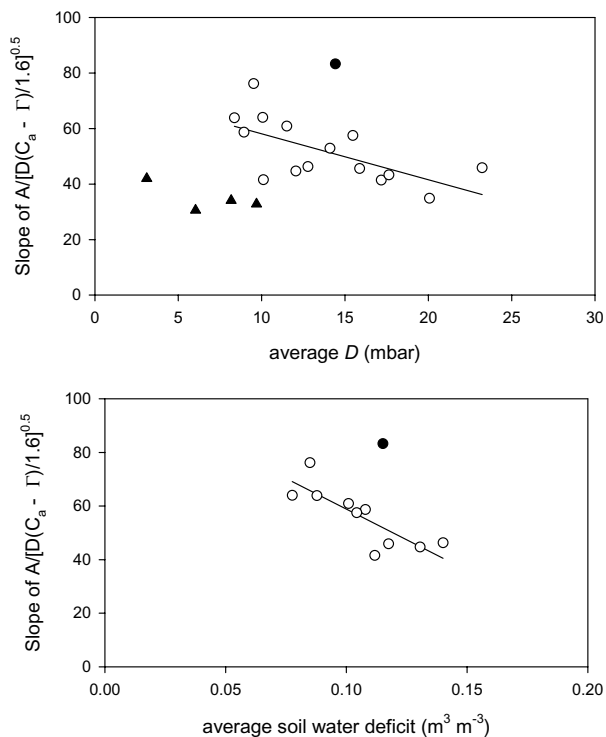 100
80
60
40
20
0
Slope of A/[D(Cₐ - Γ)/1.6]⁰·⁵
0 5 10 15 20 25 30
average D (mbar)
100
80
60
40
20
0
Slope of A/[D(Cₐ - Γ)/1.6]⁰·⁵
0.00 0.05 0.10 0.15 0.20
average soil water deficit (m³ m⁻³)